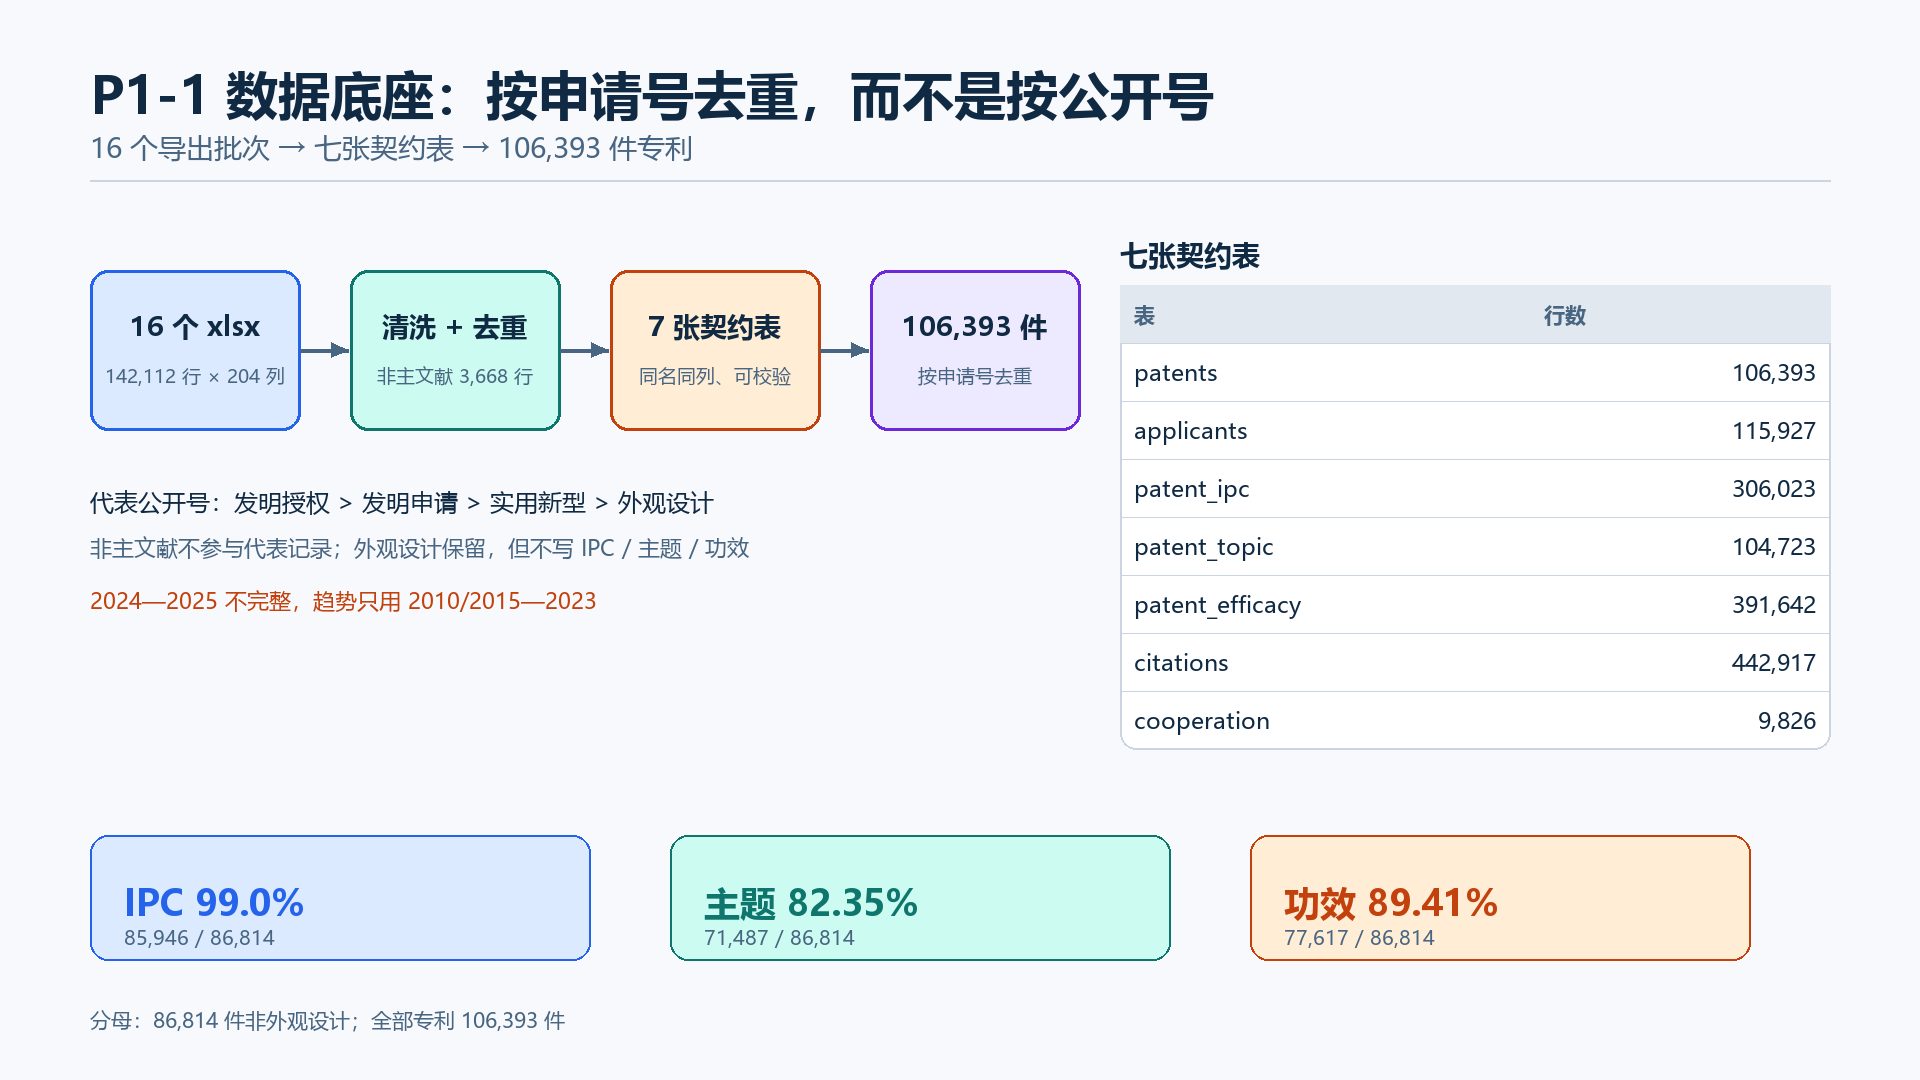 P1-1 数据底座：按申请号去重，而不是按公开号
16 个导出批次 → 七张契约表 → 106,393 件专利
16 个 xlsx
142,112 行 × 204 列
清洗 + 去重
非主文献 3,668 行
7 张契约表
同名同列、可校验
106,393 件
按申请号去重
代表公开号：发明授权 > 发明申请 > 实用新型 > 外观设计
非主文献不参与代表记录；外观设计保留，但不写 IPC / 主题 / 功效
2024—2025 不完整，趋势只用 2010/2015—2023
七张契约表
表 行数
patents 106,393
applicants 115,927
patent_ipc 306,023
patent_topic 104,723
patent_efficacy 391,642
citations 442,917
cooperation 9,826
IPC 99.0%
85,946 / 86,814
主题 82.35%
71,487 / 86,814
功效 89.41%
77,617 / 86,814
分母：86,814 件非外观设计；全部专利 106,393 件